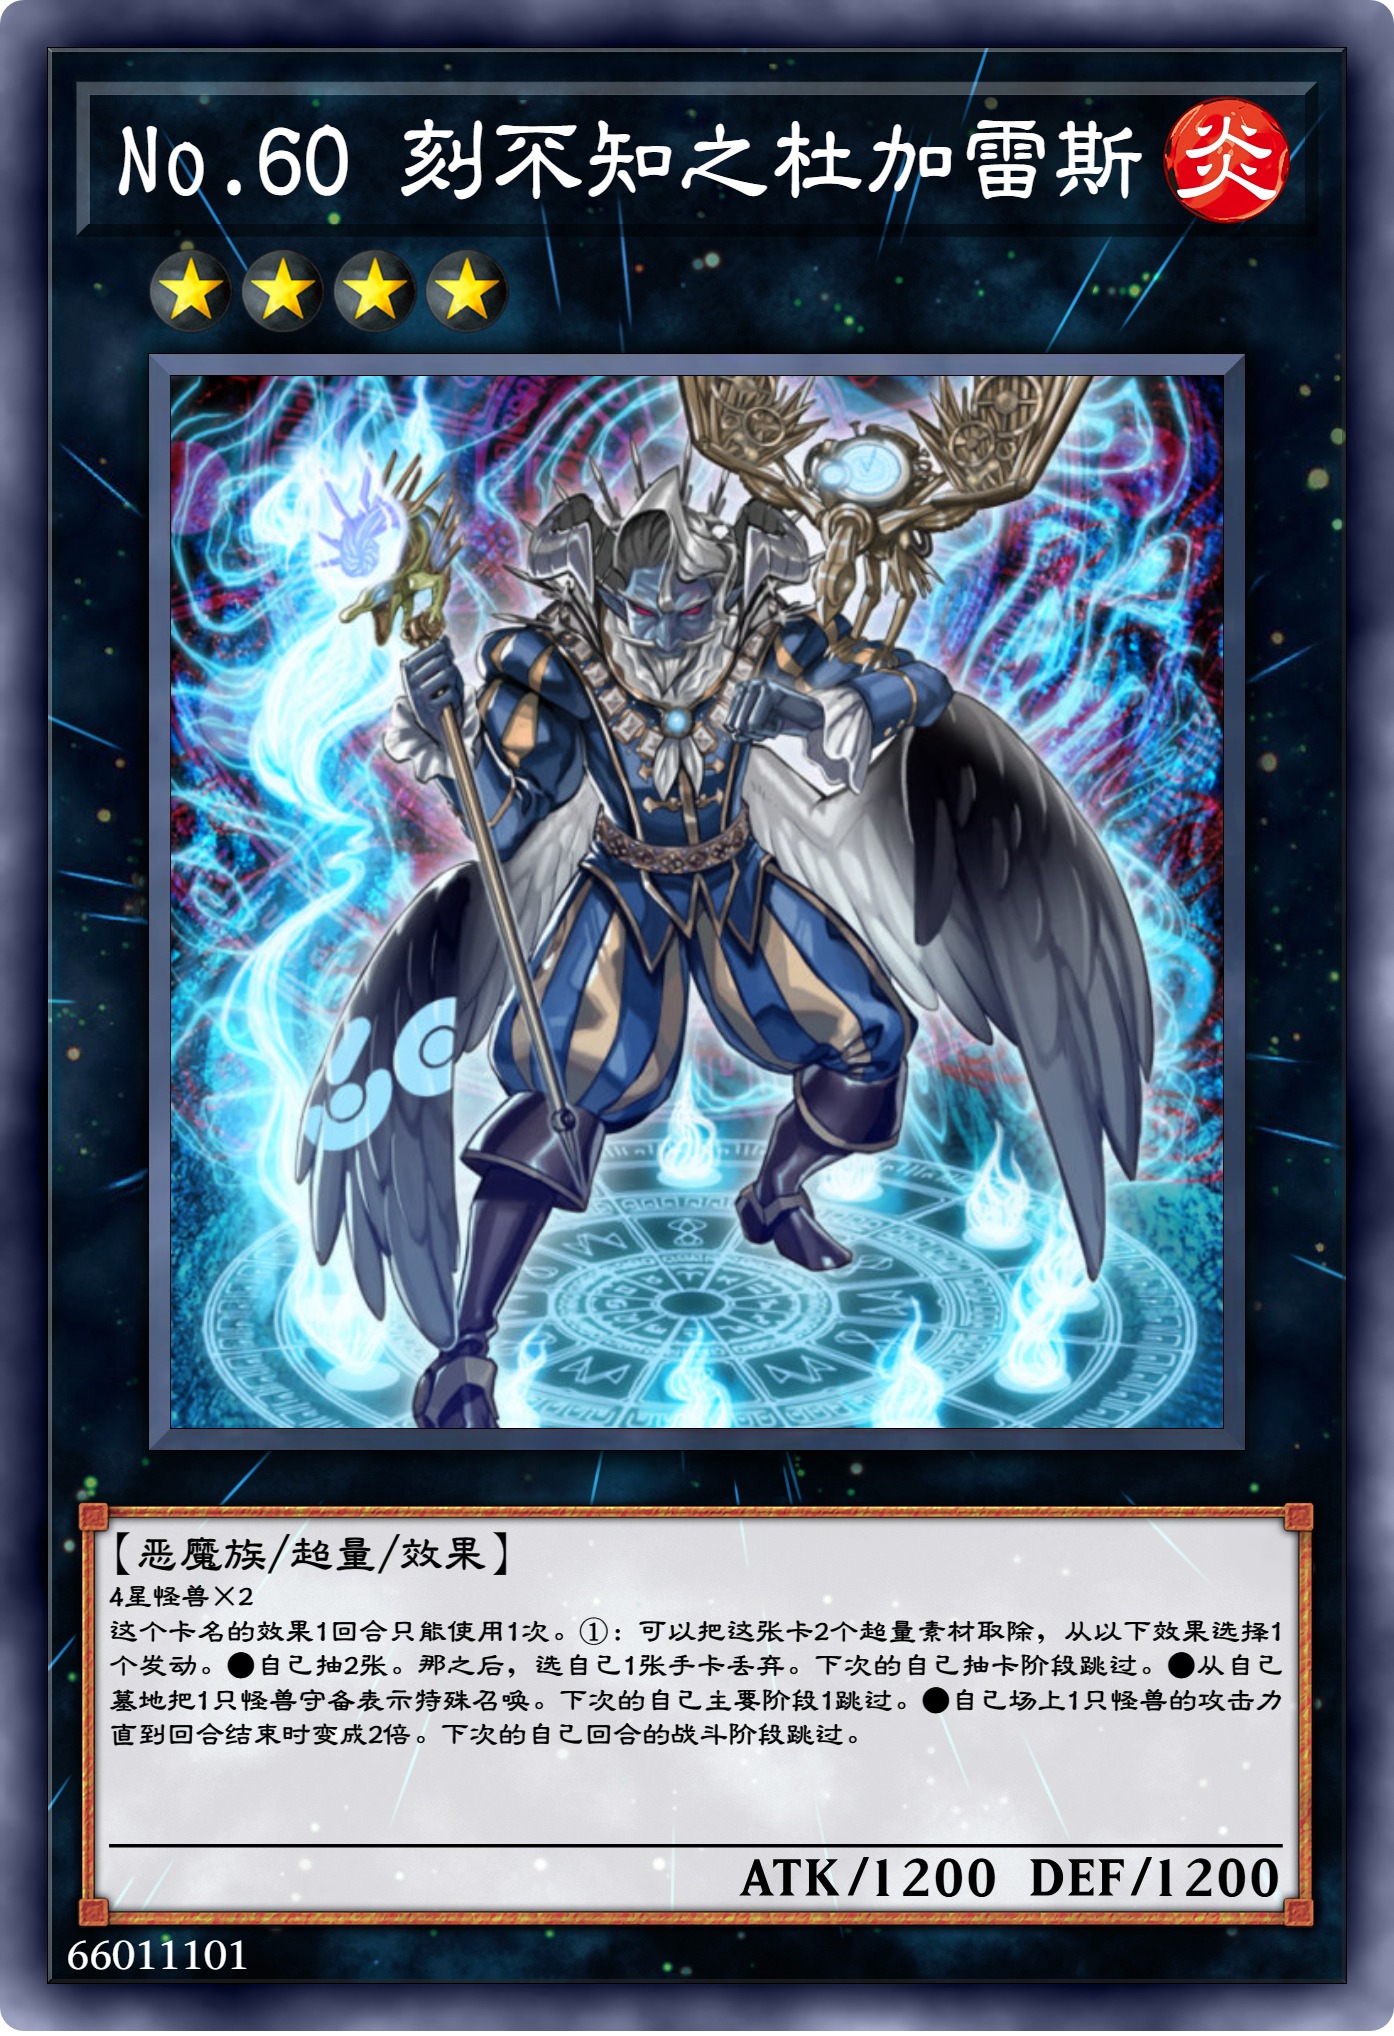 No.60 刻不知之杜加雷斯 炎
【恶魔族/超量/效果】
4星怪兽×2
这个卡名的效果1回合只能使用1次。①：可以把这张卡2个超量素材取除，从以下效果选择1
个发动。●自己抽2张。那之后，选自己1张手卡丢弃。下次的自己抽卡阶段跳过。●从自己
墓地把1只怪兽守备表示特殊召唤。下次的自己主要阶段1跳过。●自己场上1只怪兽的攻击力
直到回合结束时变成2倍。下次的自己回合的战斗阶段跳过。
ATK/1200 DEF/1200
66011101